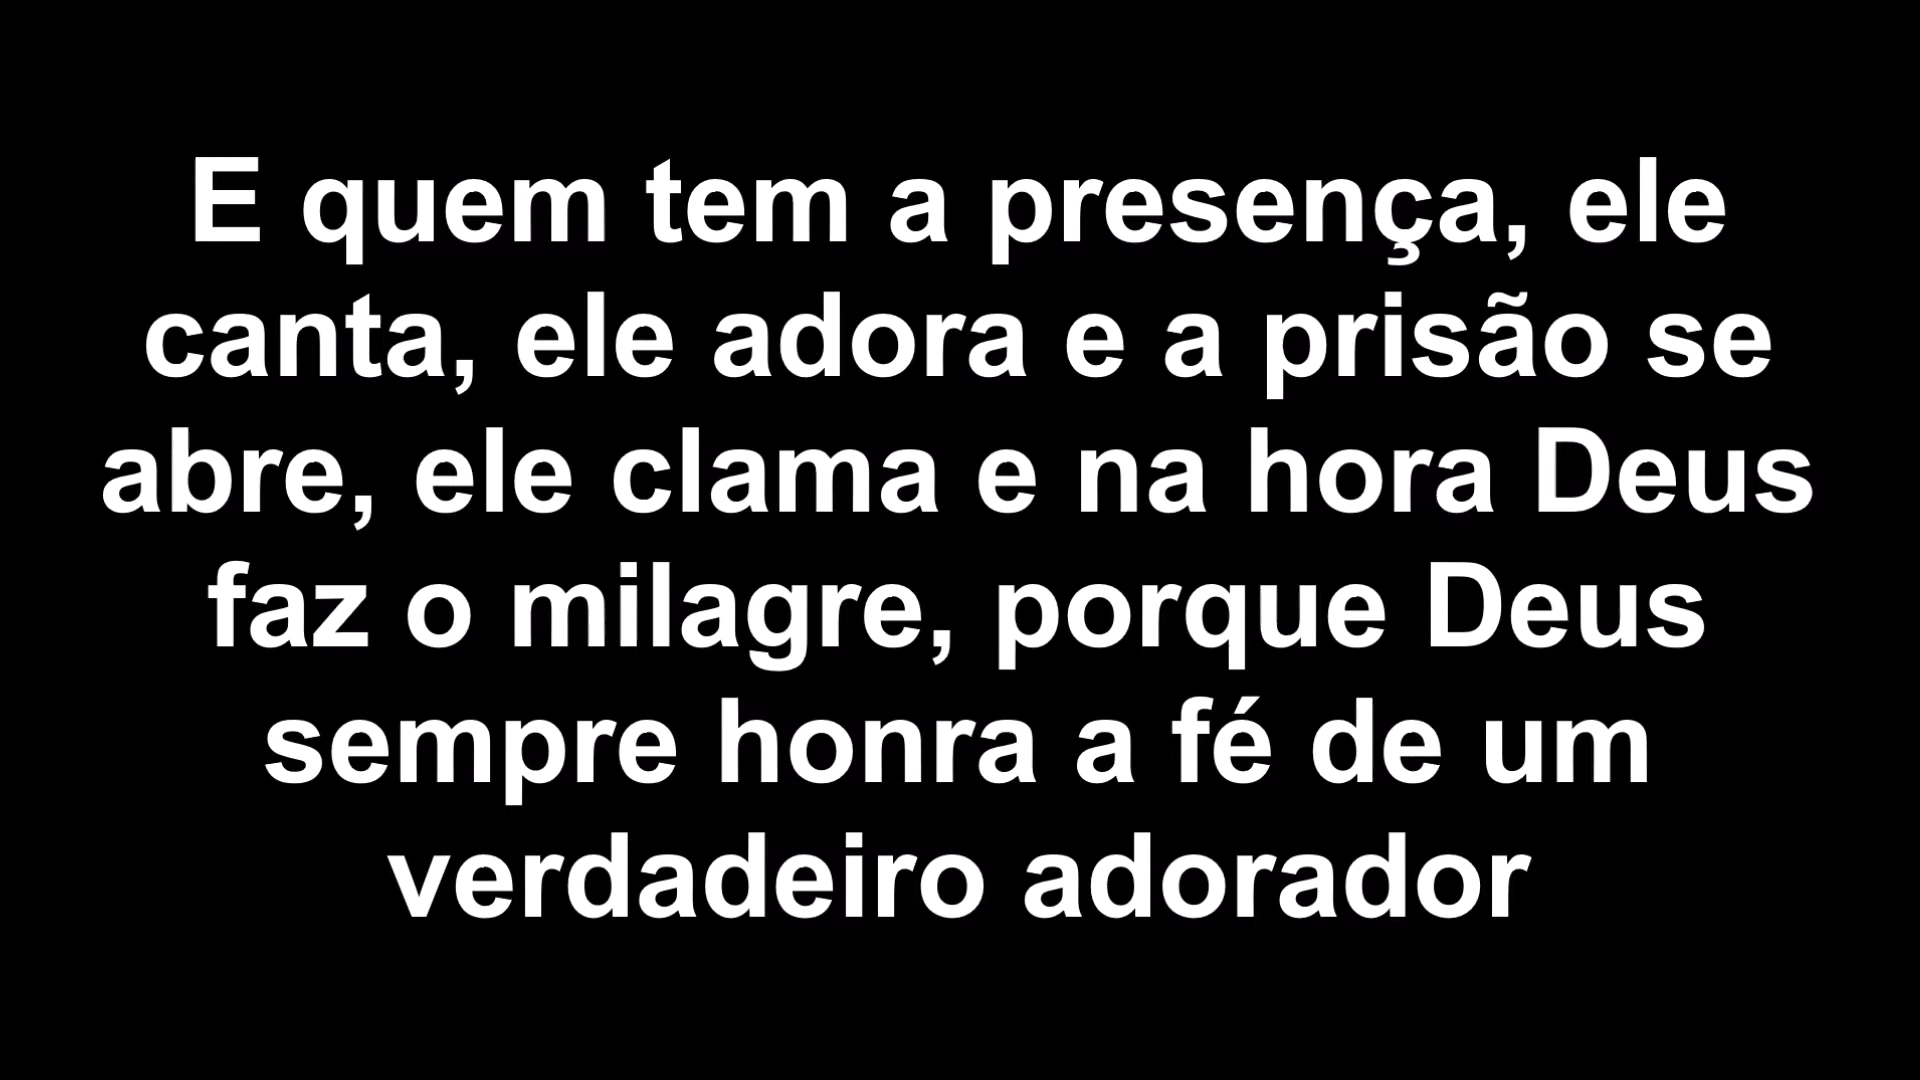 E quem tem a presença, ele
canta, ele adora e a prisão se
abre, ele clama e na hora Deus
faz o milagre, porque Deus
sempre honra a fé de um
verdadeiro adorador